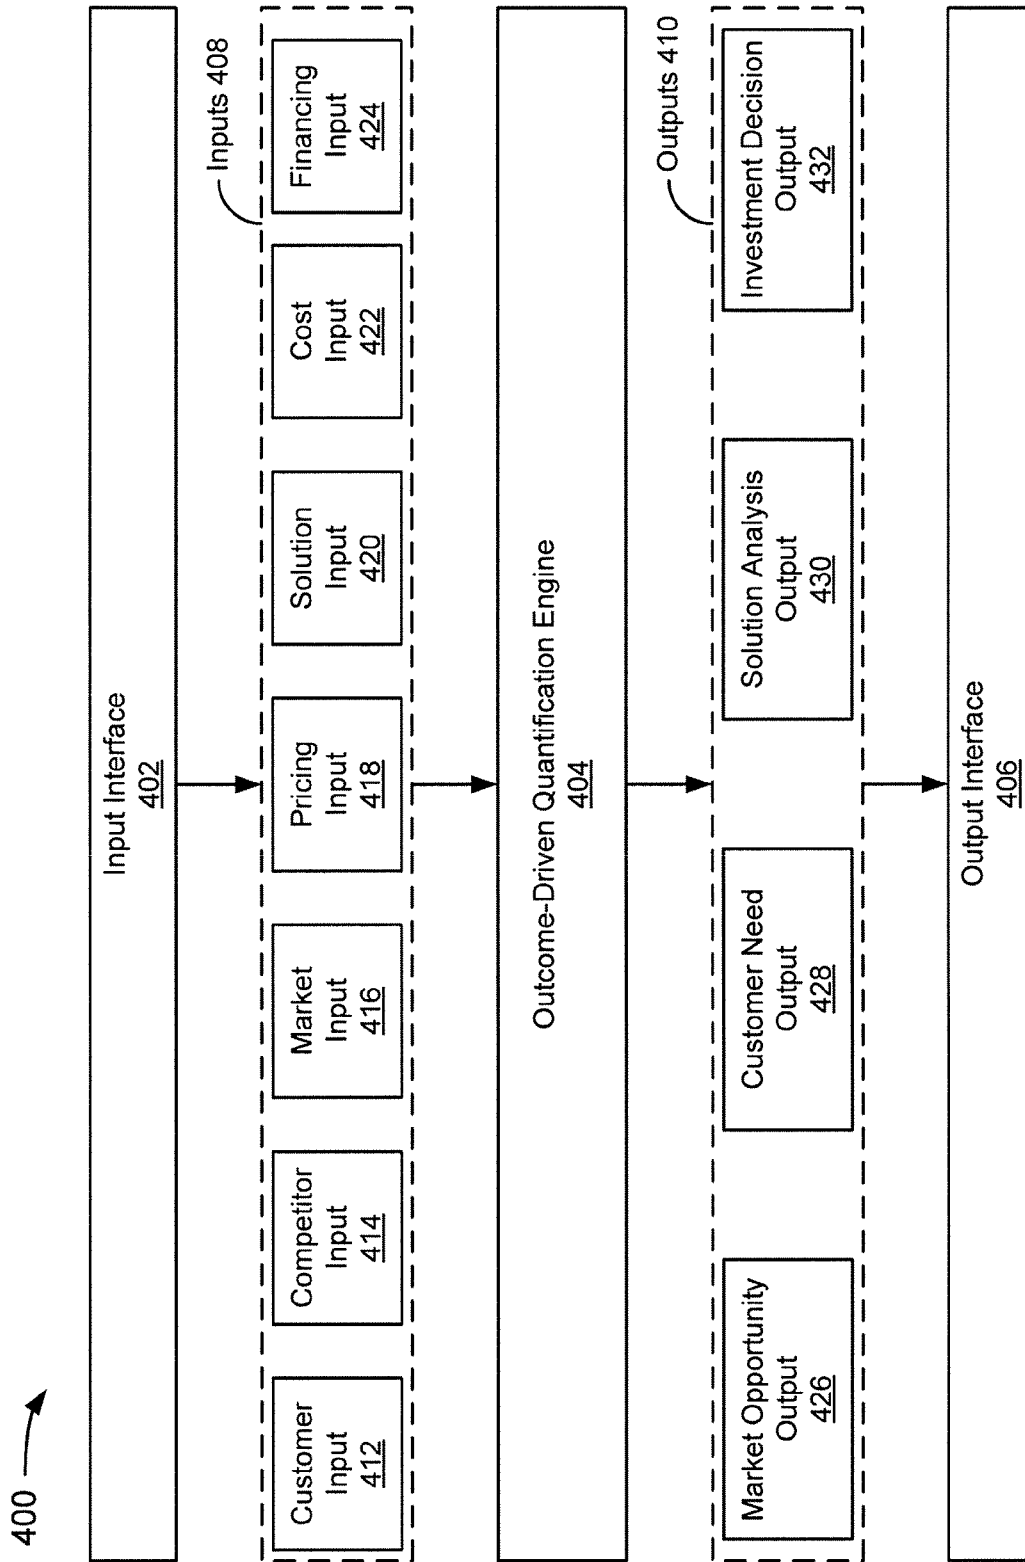 400
Input Interface
402
Inputs 408
Customer
Input
412
Competitor
Input
414
Market
Input
416
Pricing
Input
418
Solution
Input
420
Cost
Input
422
Financing
Input
424
Outcome-Driven Quantification Engine
404
Outputs 410
Market Opportunity
Output
426
Customer Need
Output
428
Solution Analysis
Output
430
Investment Decision
Output
432
Output Interface
406